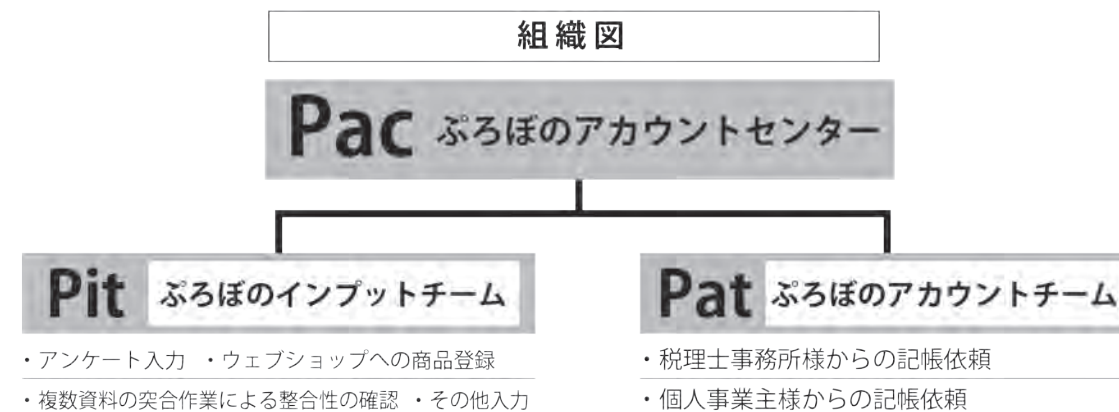 組織図
Pac ぷろぼのアカウントセンター
Pit ぷろぼのインプットチーム
・アンケート入力 ・ウェブショップへの商品登録
・複数資料の突合作業による整合性の確認 ・その他入力
Pat ぷろぼのアカウントチーム
・税理士事務所様からの記帳依頼
・個人事業主様からの記帳依頼